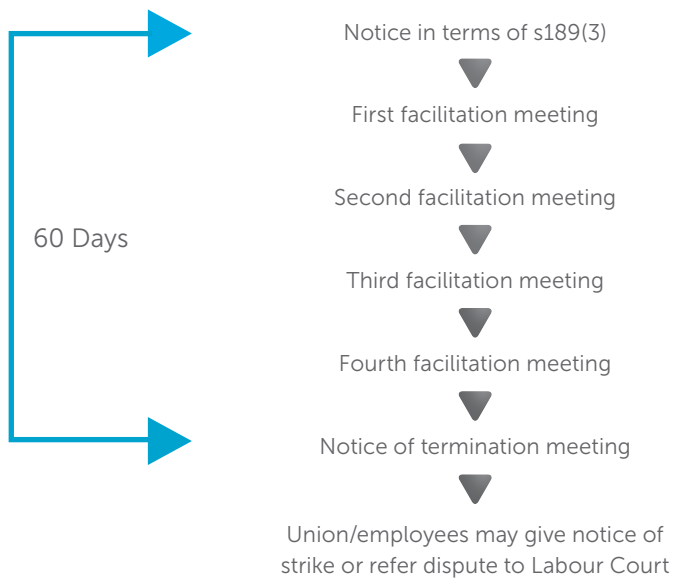 Notice in terms of s189(3)
First facilitation meeting
Second facilitation meeting
60 Days
Third facilitation meeting
Fourth facilitation meeting
Notice of termination meeting
Union/employees may give notice of
strike or refer dispute to Labour Court